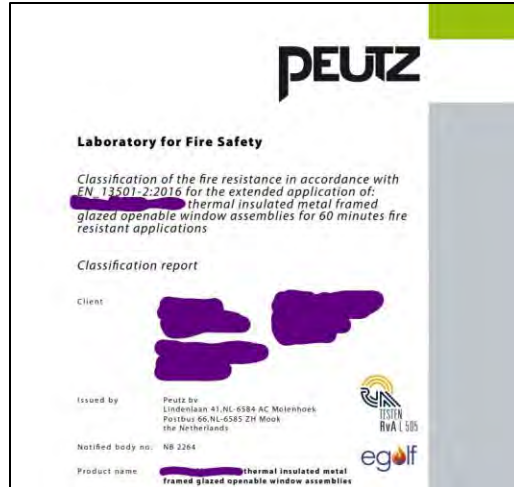 PEUTZ
Laboratory for Fire Safety
Classification of the fire resistance in accordance with
EN 13501-2:2016 for the extended application of:
thermal insulated metal framed
glazed openable window assemblies for 60 minutes fire
resistant applications
Classification report
Client
Issued by Peutz bv
Lindenlaan 41,NL-6584 AC Molenhoek
Postbus 66,NL-6585 ZH Mook
the Netherlands
RvA
TESTEN
RvA L 505
Notified body no. NB 2264
egolf
Product name thermal insulated metal
framed glazed openable window assemblies